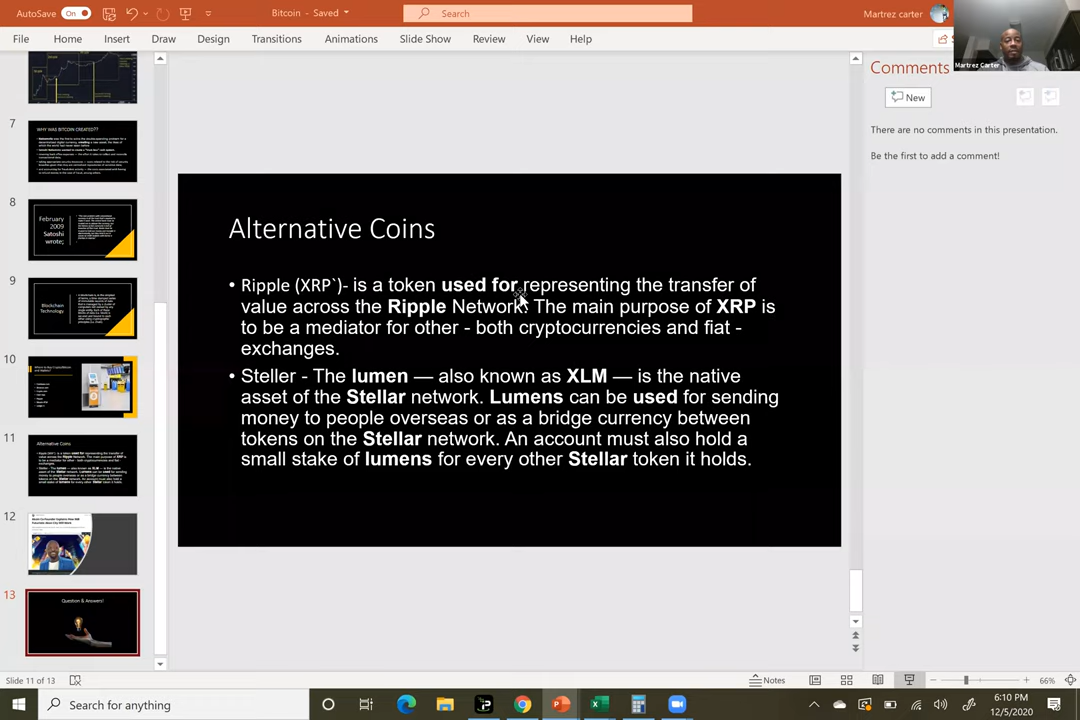 AutoSave On Bitcoin - Saved Search Martrez carter
File Home Insert Draw Design Transitions Animations Slide Show Review View Help
Martrez Carter
Comments
New
There are no comments in this presentation.
Be the first to add a comment!
7
WHY WAS BITCOIN CREATED??
8
February
2009
Satoshi
wrote;
9
Blockchain
Technology
10
11
Alternative Coins
12
13
Question & Answers!
Alternative Coins
• Ripple (XRP`)- is a token used for representing the transfer of
value across the Ripple Network. The main purpose of XRP is
to be a mediator for other - both cryptocurrencies and fiat -
exchanges.
• Steller - The lumen — also known as XLM — is the native
asset of the Stellar network. Lumens can be used for sending
money to people overseas or as a bridge currency between
tokens on the Stellar network. An account must also hold a
small stake of lumens for every other Stellar token it holds.
Slide 11 of 13 Notes 66%
Search for anything
6:10 PM
12/5/2020